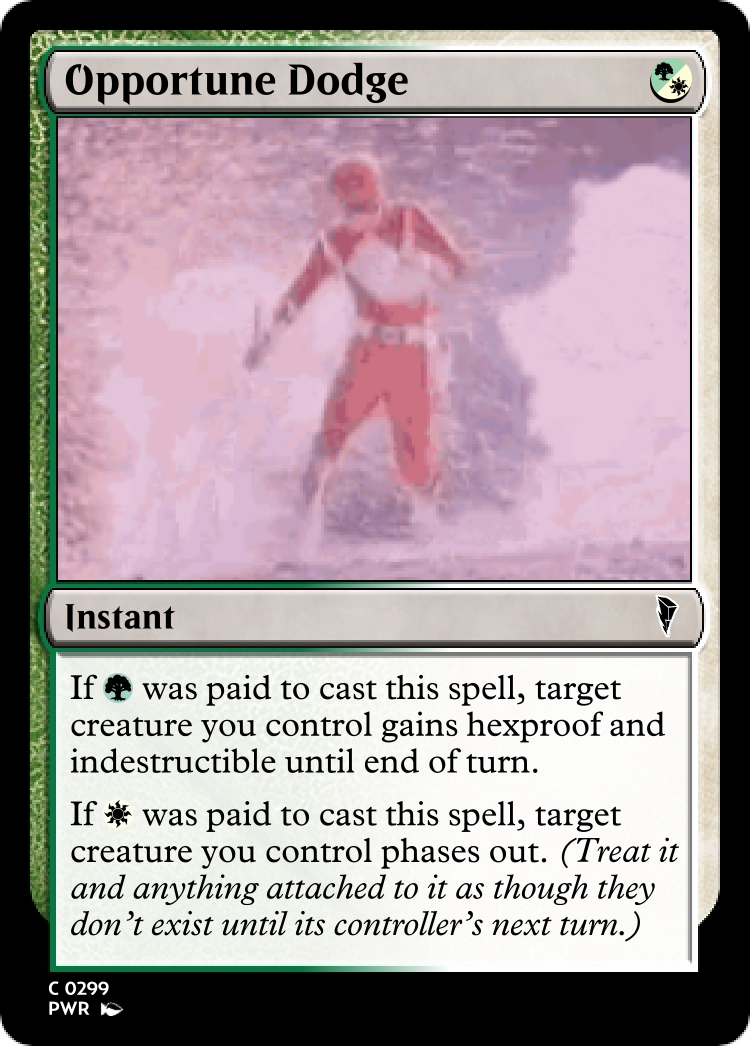 Opportune Dodge
Instant
If was paid to cast this spell, target
creature you control gains hexproof and
indestructible until end of turn.
If was paid to cast this spell, target
creature you control phases out. (Treat it
and anything attached to it as though they
don't exist until its controller's next turn.)
C 0299
PWR